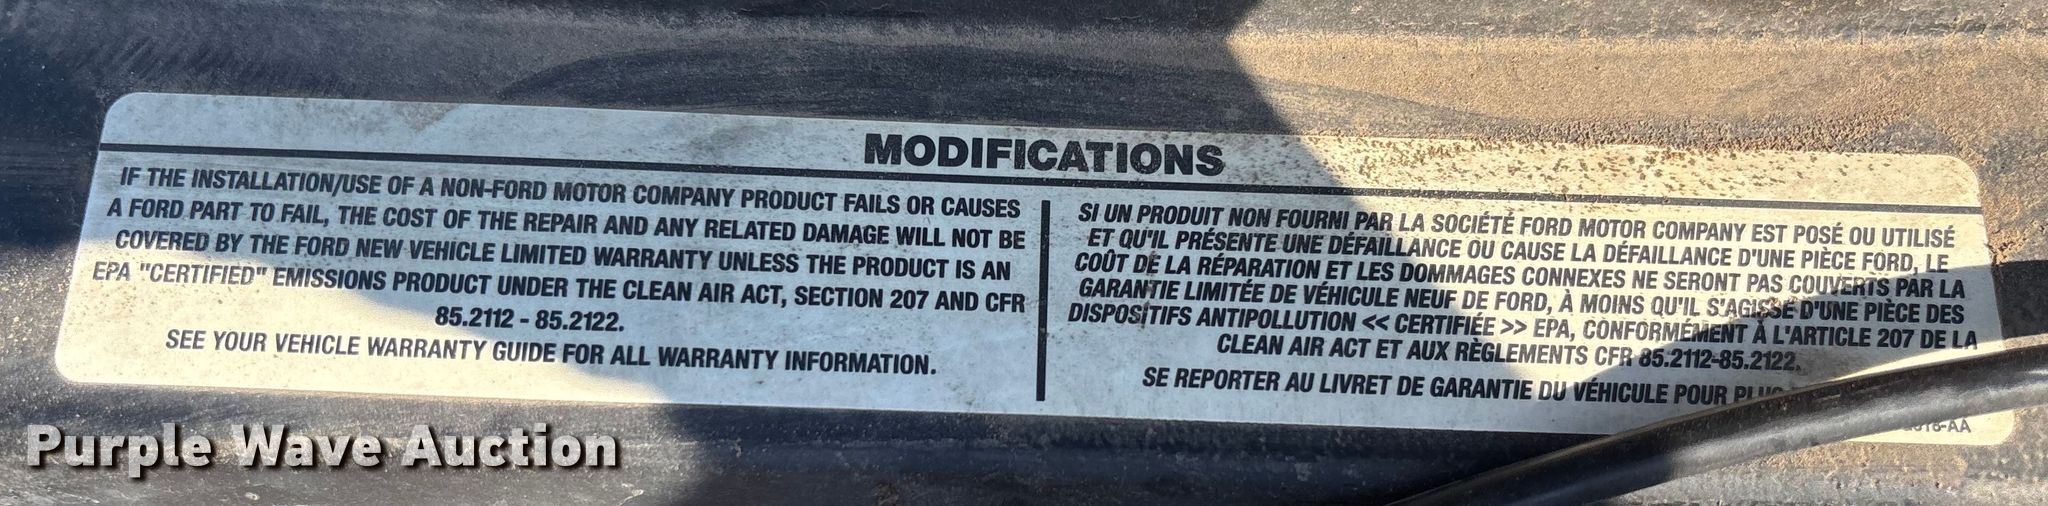 MODIFICATIONS
IF THE INSTALLATION/USE OF A NON-FORD MOTOR COMPANY PRODUCT FAILS OR CAUSES
A FORD PART TO FAIL, THE COST OF THE REPAIR AND ANY RELATED DAMAGE WILL NOT BE
COVERED BY THE FORD NEW VEHICLE LIMITED WARRANTY UNLESS THE PRODUCT IS AN
EPA "CERTIFIED" EMISSIONS PRODUCT UNDER THE CLEAN AIR ACT, SECTION 207 AND CFR
85.2112 - 85.2122.
SEE YOUR VEHICLE WARRANTY GUIDE FOR ALL WARRANTY INFORMATION.
SI UN PRODUIT NON FOURNI PAR LA SOCIÉTÉ FORD MOTOR COMPANY EST POSÉ OU UTILISÉ
ET QU'IL PRÉSENTE UNE DÉFAILLANCE OU CAUSE LA DÉFAILLANCE D'UNE PIÈCE FORD, LE
COÛT DE LA RÉPARATION ET LES DOMMAGES CONNEXES NE SERONT PAS COUVERTS PAR LA
GARANTIE LIMITÉE DE VÉHICULE NEUF DE FORD, À MOINS QU'IL S'AGISSE D'UNE PIÈCE DES
DISPOSITIFS ANTIPOLLUTION << CERTIFIÉE >> EPA, CONFORMÉMENT À L'ARTICLE 207 DE LA
CLEAN AIR ACT ET AUX RÈGLEMENTS CFR 85.2112-85.2122.
SE REPORTER AU LIVRET DE GARANTIE DU VÉHICULE POUR
Purple Wave Auction